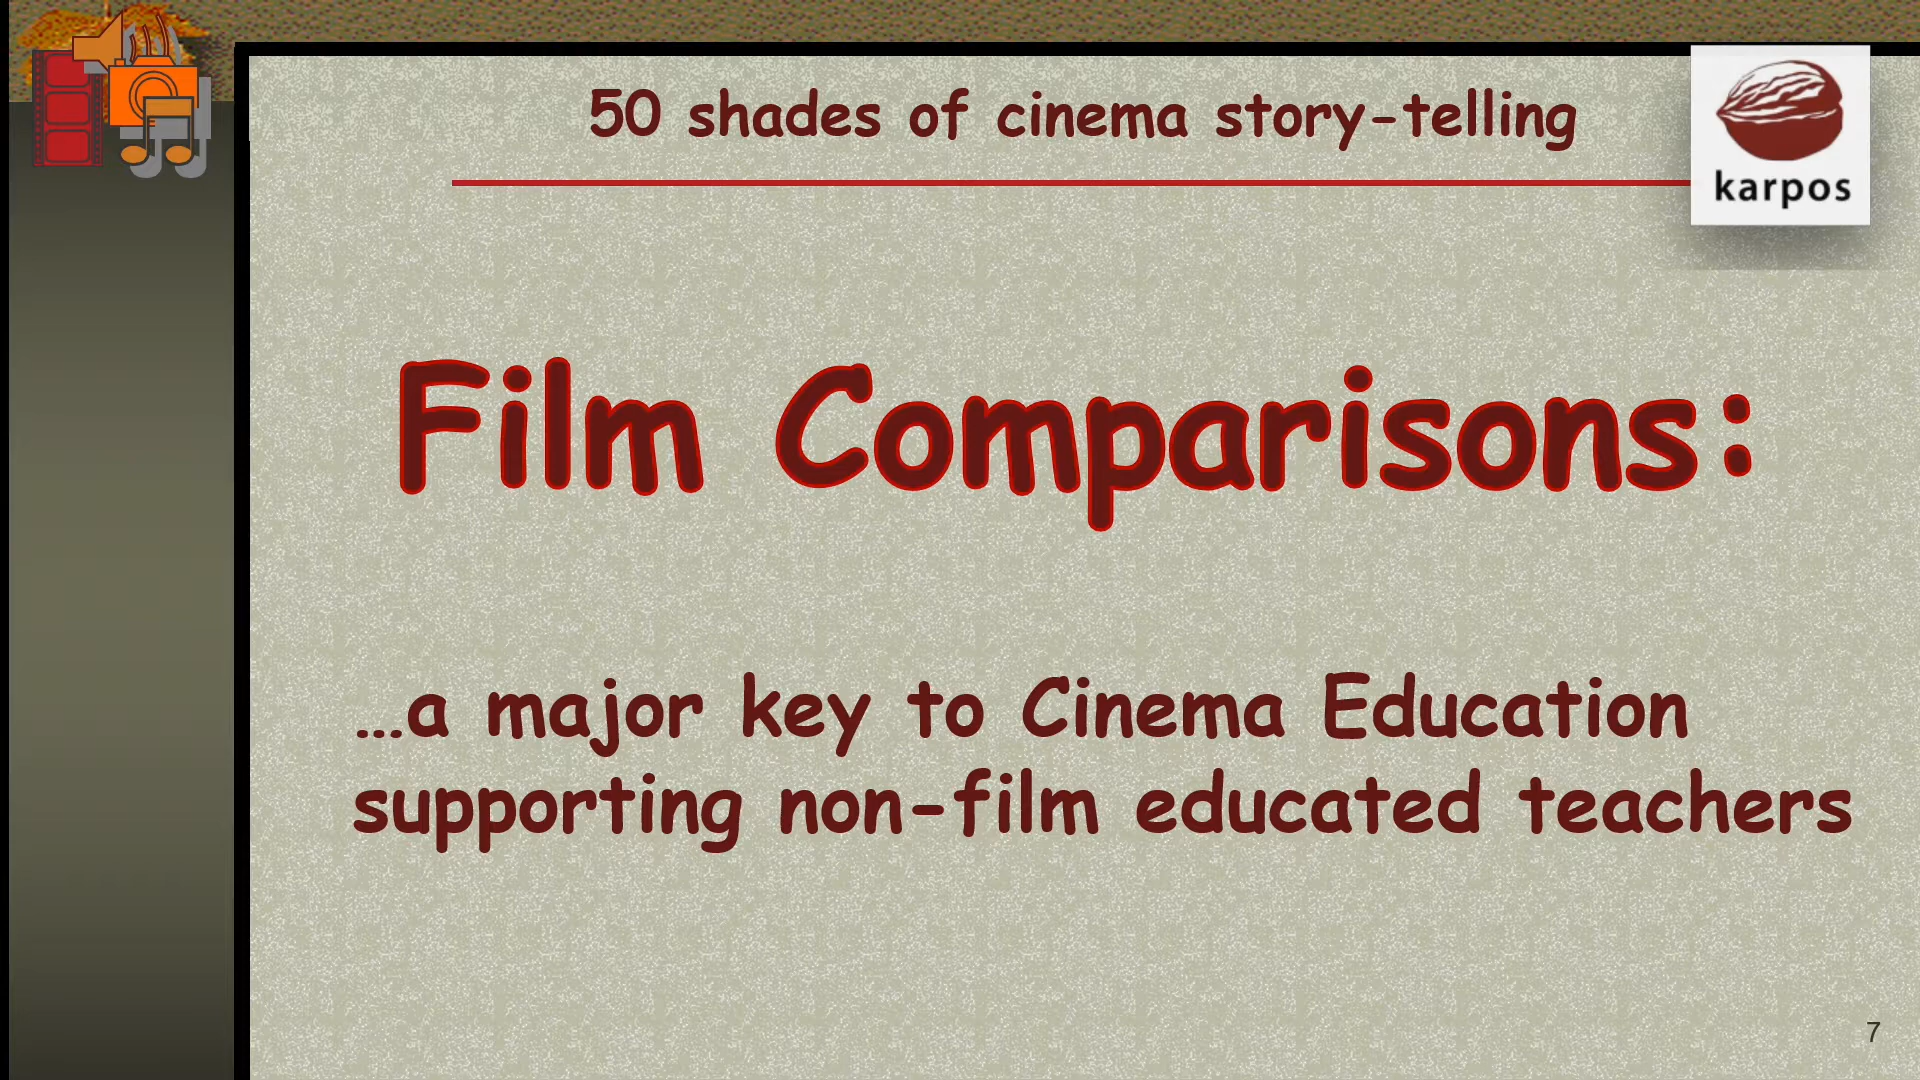 50 shades of cinema story-telling
karpos
Film Comparisons:
…a major key to Cinema Education
supporting non-film educated teachers
7